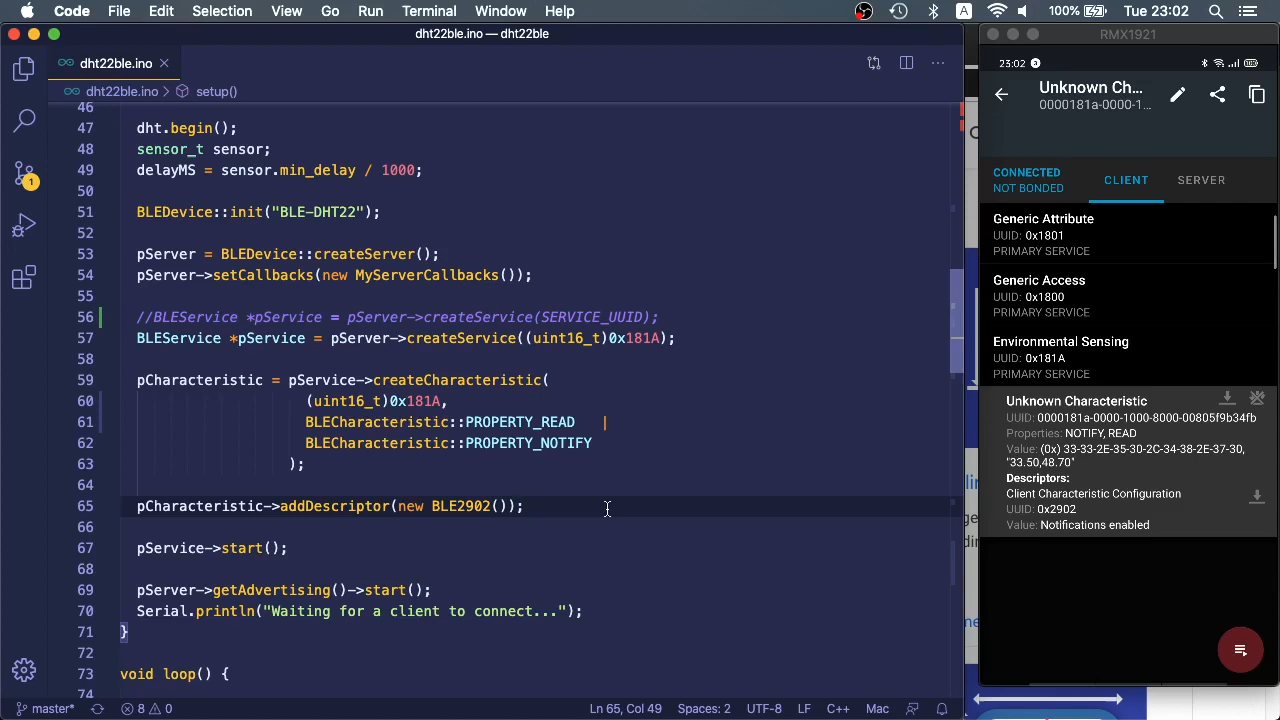 Code File Edit Selection View Go Run Terminal Window Help
A 100% Tue 23:02
dht22ble.ino — dht22ble
dht22ble.ino
dht22ble.ino setup()
46
47 dht.begin();
48 sensor_t sensor;
49 delayMS = sensor.min_delay / 1000;
50
51 BLEDevice::init("BLE-DHT22");
52
53 pServer = BLEDevice::createServer();
54 pServer->setCallbacks(new MyServerCallbacks());
55
56 //BLEService *pService = pServer->createService(SERVICE_UUID);
57 BLEService *pService = pServer->createService((uint16_t)0x181A);
58
59 pCharacteristic = pService->createCharacteristic(
60 (uint16_t)0x181A,
61 BLECharacteristic::PROPERTY_READ |
62 BLECharacteristic::PROPERTY_NOTIFY
63 );
64
65 pCharacteristic->addDescriptor(new BLE2902());
66
67 pService->start();
68
69 pServer->getAdvertising()->start();
70 Serial.println("Waiting for a client to connect...");
71 }
72
73 void loop() {
74
1
master* 8 0 Ln 65, Col 49 Spaces: 2 UTF-8 LF C++ Mac
RMX1921
23:02
Unknown Ch...
0000181a-0000-1...
CONNECTED
NOT BONDED
CLIENT
SERVER
Generic Attribute
UUID: 0x1801
PRIMARY SERVICE
Generic Access
UUID: 0x1800
PRIMARY SERVICE
Environmental Sensing
UUID: 0x181A
PRIMARY SERVICE
Unknown Characteristic
UUID: 0000181a-0000-1000-8000-00805f9b34fb
Properties: NOTIFY, READ
Value: (0x) 33-33-2E-35-30-2C-34-38-2E-37-30,
"33.50,48.70"
Descriptors:
Client Characteristic Configuration
UUID: 0x2902
Value: Notifications enabled